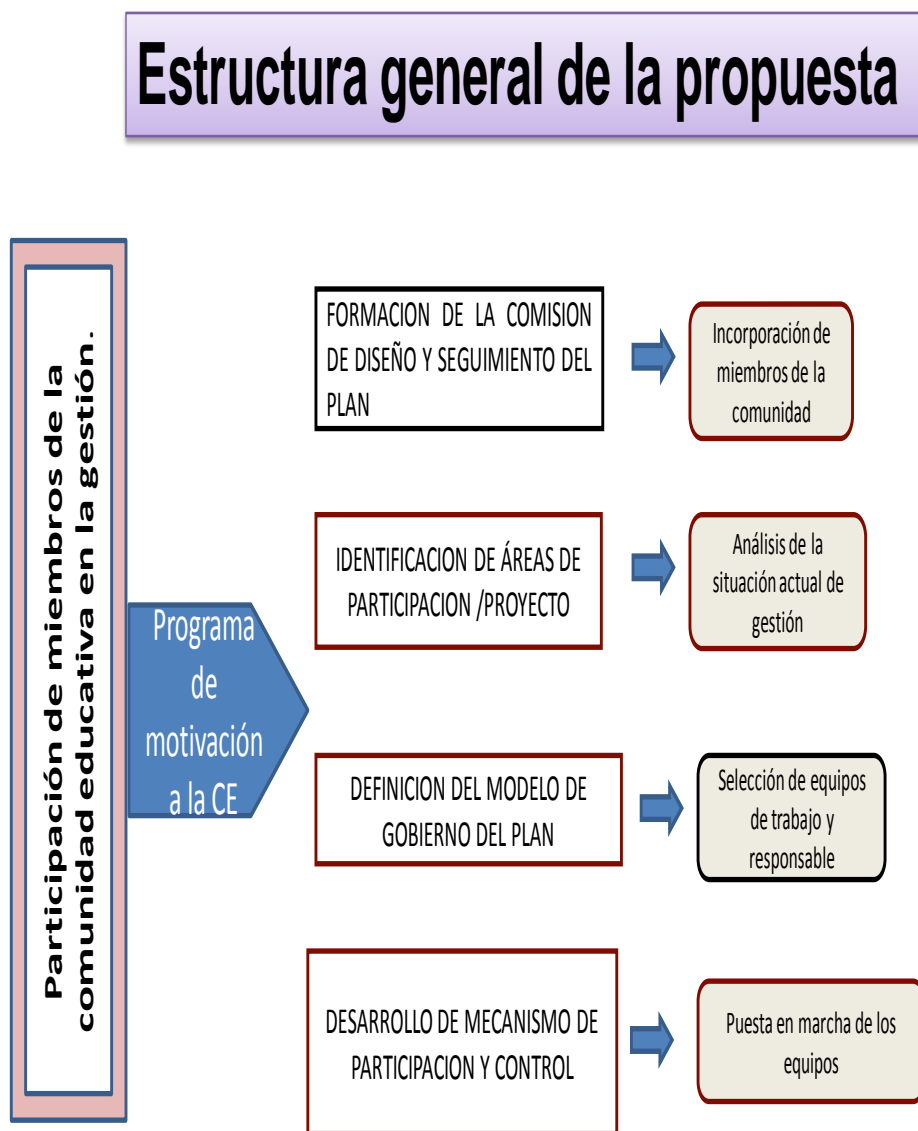 Estructura general de la propuesta
Participación de miembros de la
comunidad educativa en la gestión.
Programa
de
motivación
a la CE
FORMACION DE LA COMISION
DE DISEÑO Y SEGUIMIENTO DEL
PLAN
Incorporación de
miembros de la
comunidad
IDENTIFICACION DE ÁREAS DE
PARTICIPACION /PROYECTO
Análisis de la
situación actual de
gestión
DEFINICION DEL MODELO DE
GOBIERNO DEL PLAN
Selección de equipos
de trabajo y
responsable
DESARROLLO DE MECANISMO DE
PARTICIPACION Y CONTROL
Puesta en marcha de los
equipos